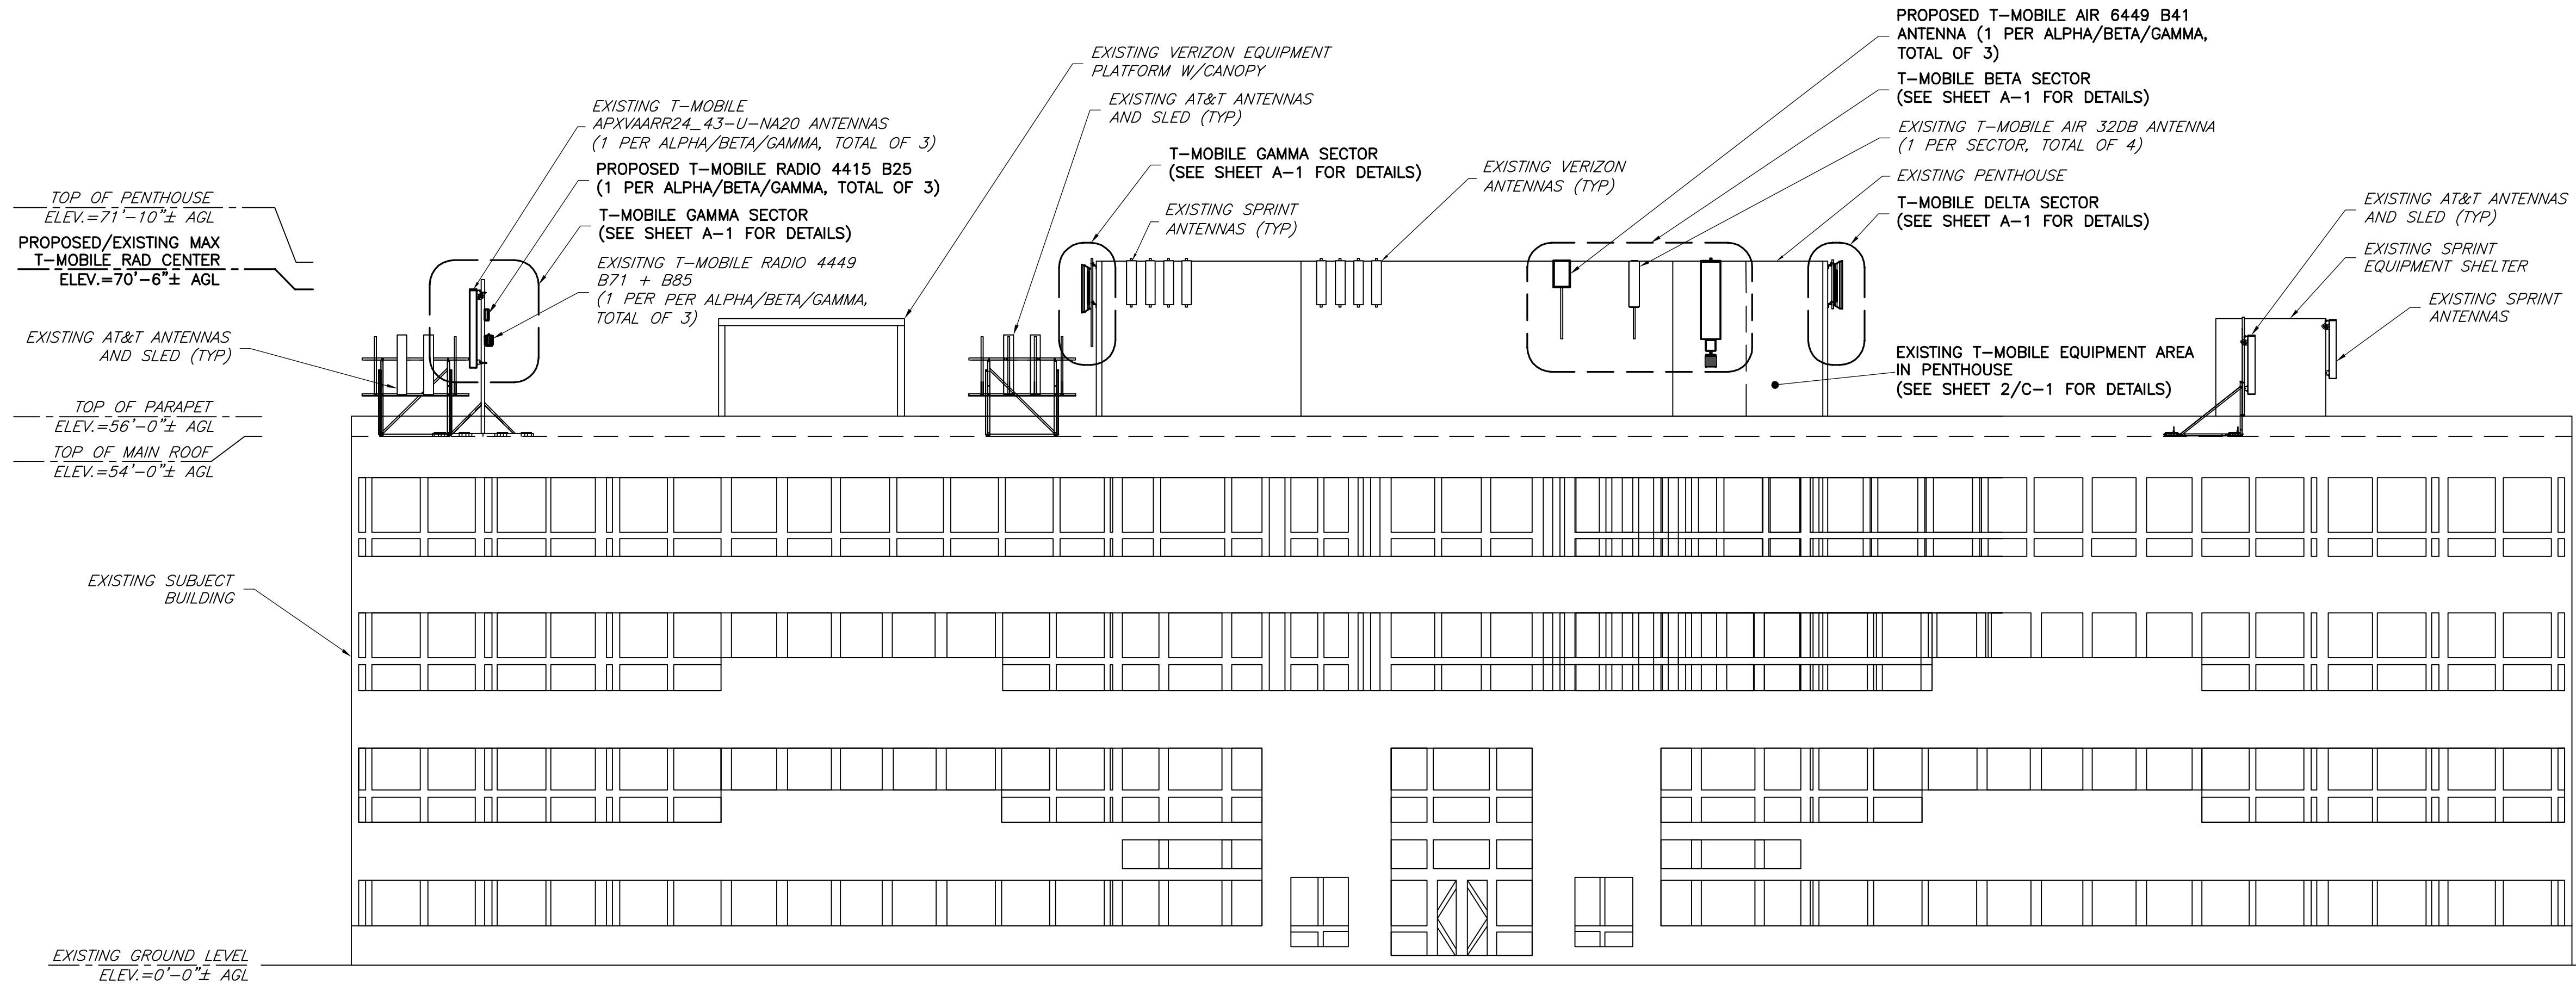 TOP OF PENTHOUSE
ELEV.=71'-10"± AGL
PROPOSED/EXISTING MAX
T-MOBILE RAD CENTER
ELEV.=70'-6"± AGL
EXISTING AT&T ANTENNAS
AND SLED (TYP)
TOP OF PARAPET
ELEV.=56'-0"± AGL
TOP OF MAIN ROOF
ELEV.=54'-0"± AGL
EXISTING SUBJECT
BUILDING
EXISTING GROUND LEVEL
ELEV.=0'-0"± AGL
EXISTING T-MOBILE
APXVAARR24_43-U-NA20 ANTENNAS
(1 PER ALPHA/BETA/GAMMA, TOTAL OF 3)
PROPOSED T-MOBILE RADIO 4415 B25
(1 PER ALPHA/BETA/GAMMA, TOTAL OF 3)
T-MOBILE GAMMA SECTOR
(SEE SHEET A-1 FOR DETAILS)
EXISITNG T-MOBILE RADIO 4449
B71 + B85
(1 PER PER ALPHA/BETA/GAMMA,
TOTAL OF 3)
EXISTING VERIZON EQUIPMENT
PLATFORM W/CANOPY
EXISTING AT&T ANTENNAS
AND SLED (TYP)
T-MOBILE GAMMA SECTOR
(SEE SHEET A-1 FOR DETAILS)
EXISTING SPRINT
ANTENNAS (TYP)
EXISTING VERIZON
ANTENNAS (TYP)
PROPOSED T-MOBILE AIR 6449 B41
ANTENNA (1 PER ALPHA/BETA/GAMMA,
TOTAL OF 3)
T-MOBILE BETA SECTOR
(SEE SHEET A-1 FOR DETAILS)
EXISITNG T-MOBILE AIR 32DB ANTENNA
(1 PER SECTOR, TOTAL OF 4)
EXISTING PENTHOUSE
T-MOBILE DELTA SECTOR
(SEE SHEET A-1 FOR DETAILS)
EXISTING T-MOBILE EQUIPMENT AREA
IN PENTHOUSE
(SEE SHEET 2/C-1 FOR DETAILS)
EXISTING AT&T ANTENNAS
AND SLED (TYP)
EXISTING SPRINT
EQUIPMENT SHELTER
EXISTING SPRINT
ANTENNAS